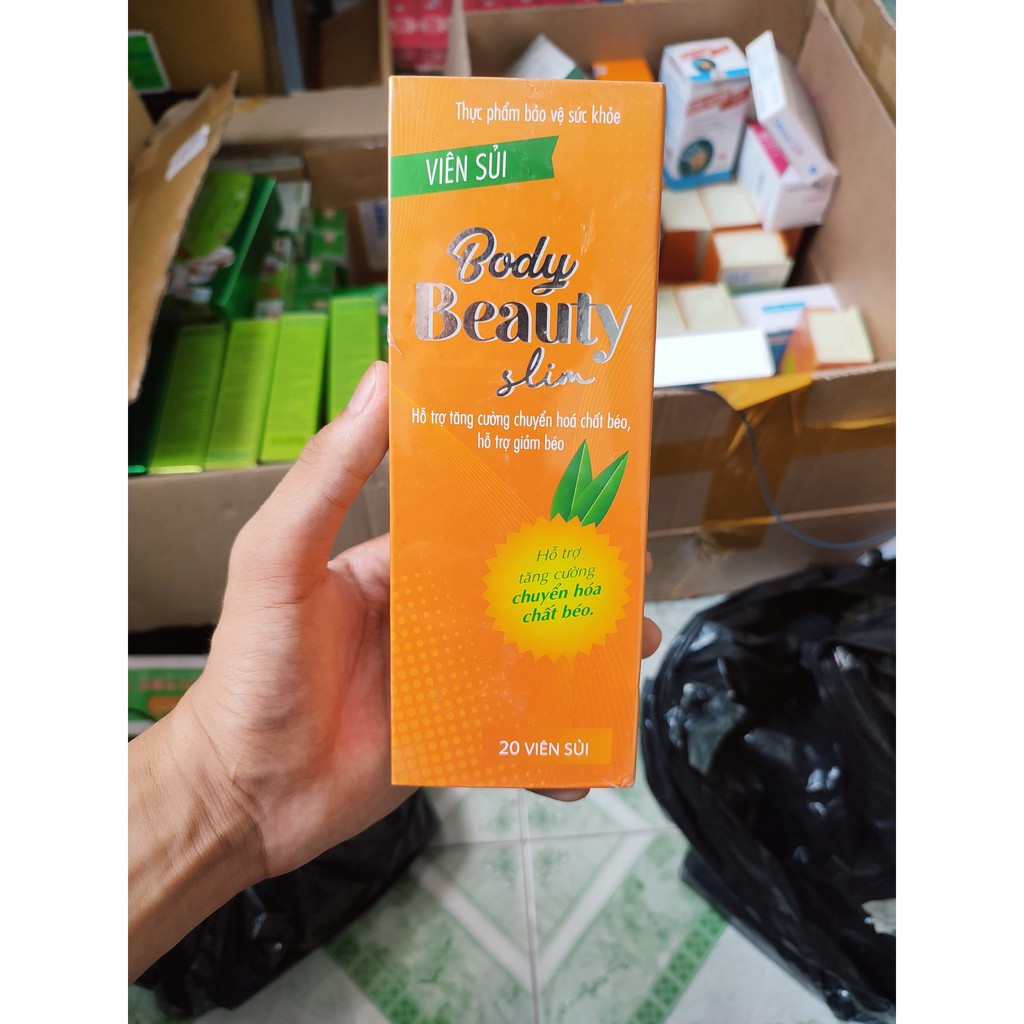 Thực phẩm bảo vệ sức khỏe
VIÊN SỦI
Body
Beauty
slim
Hỗ trợ tăng cường chuyển hoá chất béo,
hỗ trợ giảm béo
Hỗ trợ
tăng cường
chuyển hóa
chất béo.
20 VIÊN SỦI